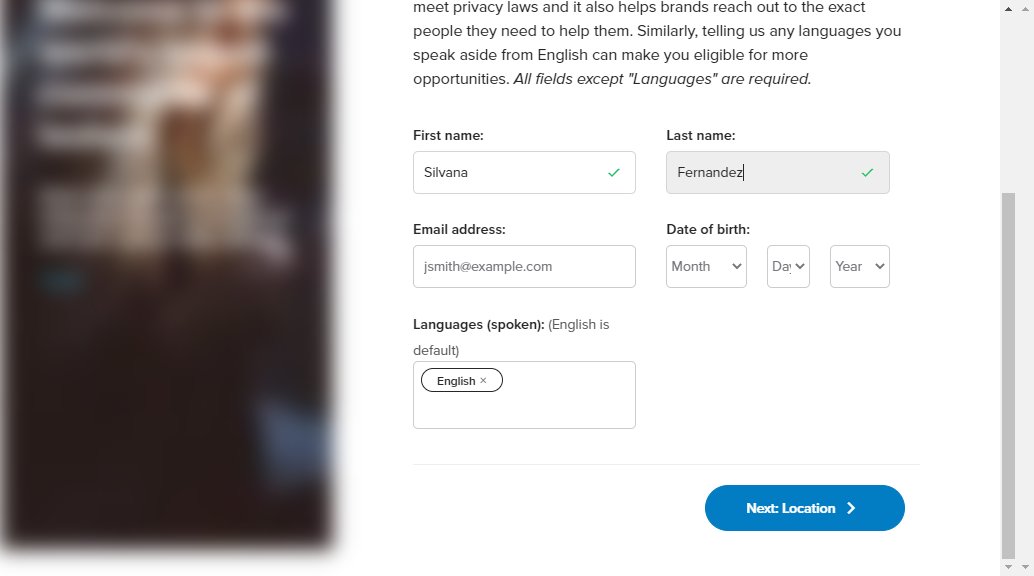 meet privacy laws and it also helps brands reach out to the exact
people they need to help them. Similarly, telling us any languages you
speak aside from English can make you eligible for more
opportunities. All fields except "Languages" are required.
First name:
Last name:
Silvana
Fernandez
Email address:
Date of birth:
jsmith@example.com
Month
Day
Year
Languages (spoken): (English is
default)
English ×
Next: Location